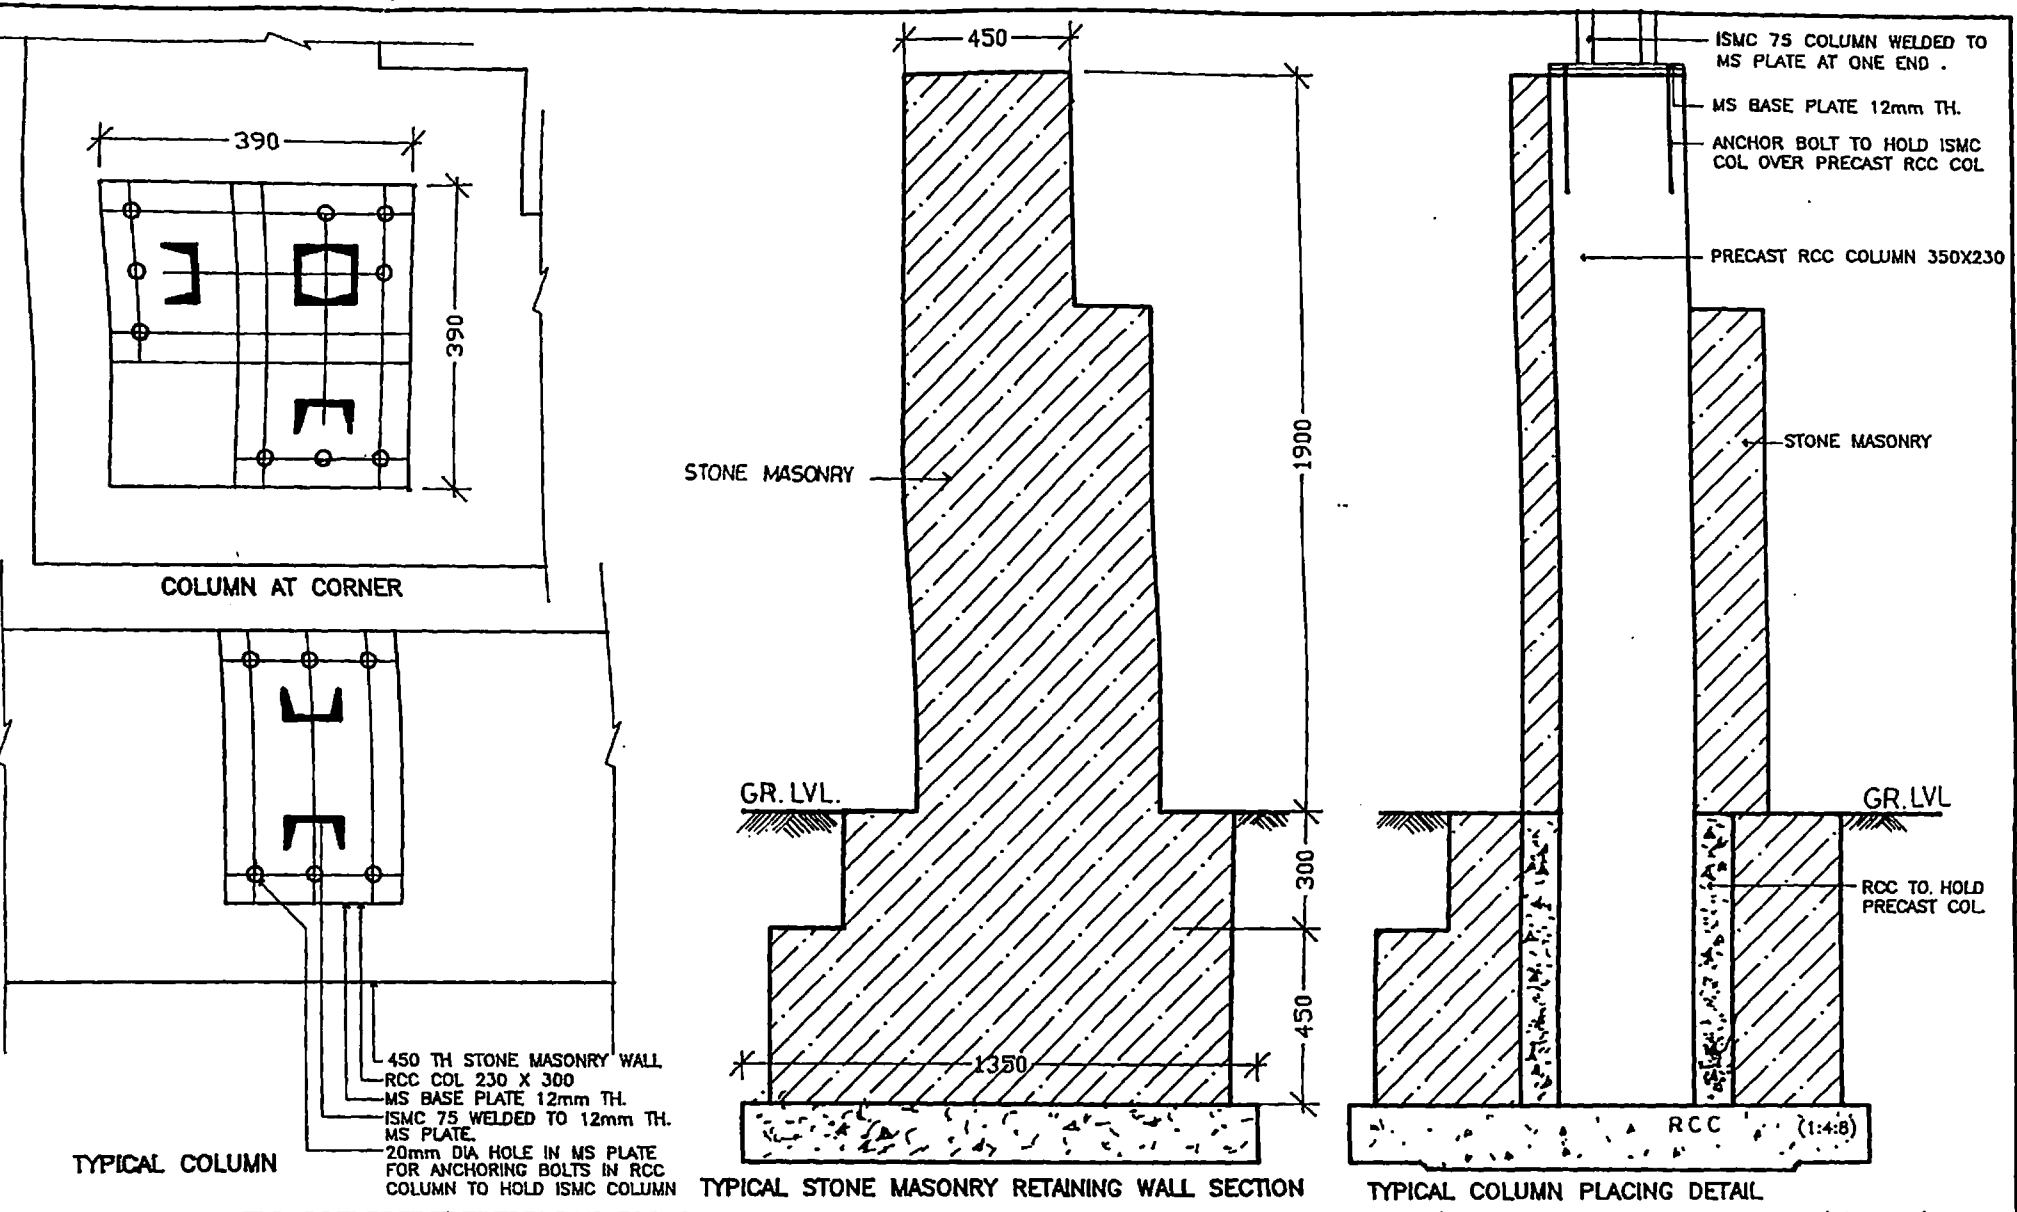 390
390
COLUMN AT CORNER
450 TH STONE MASONRY WALL
RCC COL 230 X 300
MS BASE PLATE 12mm TH.
ISMC 75 WELDED TO 12mm TH.
MS PLATE.
20mm DIA HOLE IN MS PLATE
FOR ANCHORING BOLTS IN RCC
COLUMN TO HOLD ISMC COLUMN
TYPICAL COLUMN
450
STONE MASONRY
1900
GR. LVL.
300
450
1350
TYPICAL STONE MASONRY RETAINING WALL SECTION
ISMC 75 COLUMN WELDED TO
MS PLATE AT ONE END .
MS BASE PLATE 12mm TH.
ANCHOR BOLT TO HOLD ISMC
COL OVER PRECAST RCC COL
PRECAST RCC COLUMN 350X230
STONE MASONRY
GR.LVL
RCC TO. HOLD
PRECAST COL.
RCC (1:4:8)
TYPICAL COLUMN PLACING DETAIL